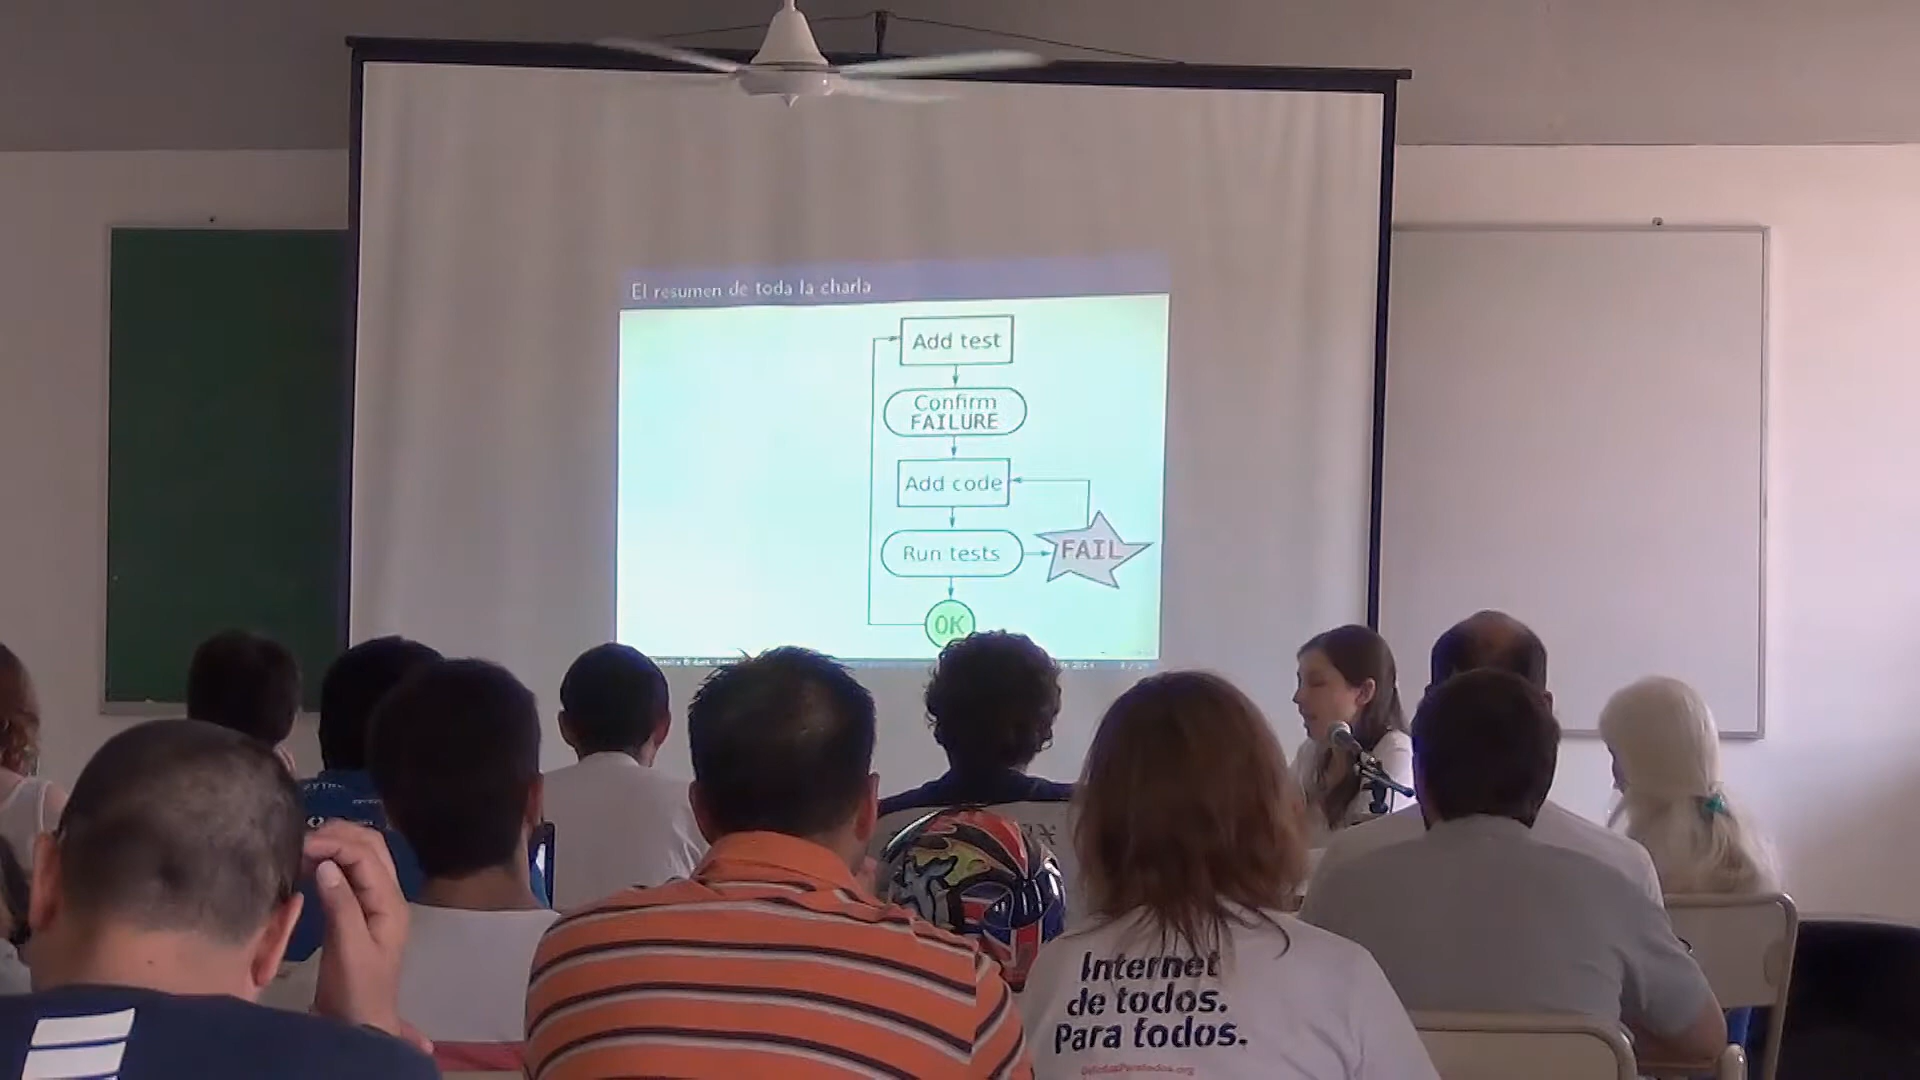 El resumen de toda la charla
Add test
Confirm
FAILURE
Add code
Run tests
FAIL
OK
Internet
de todos.
Para todos.